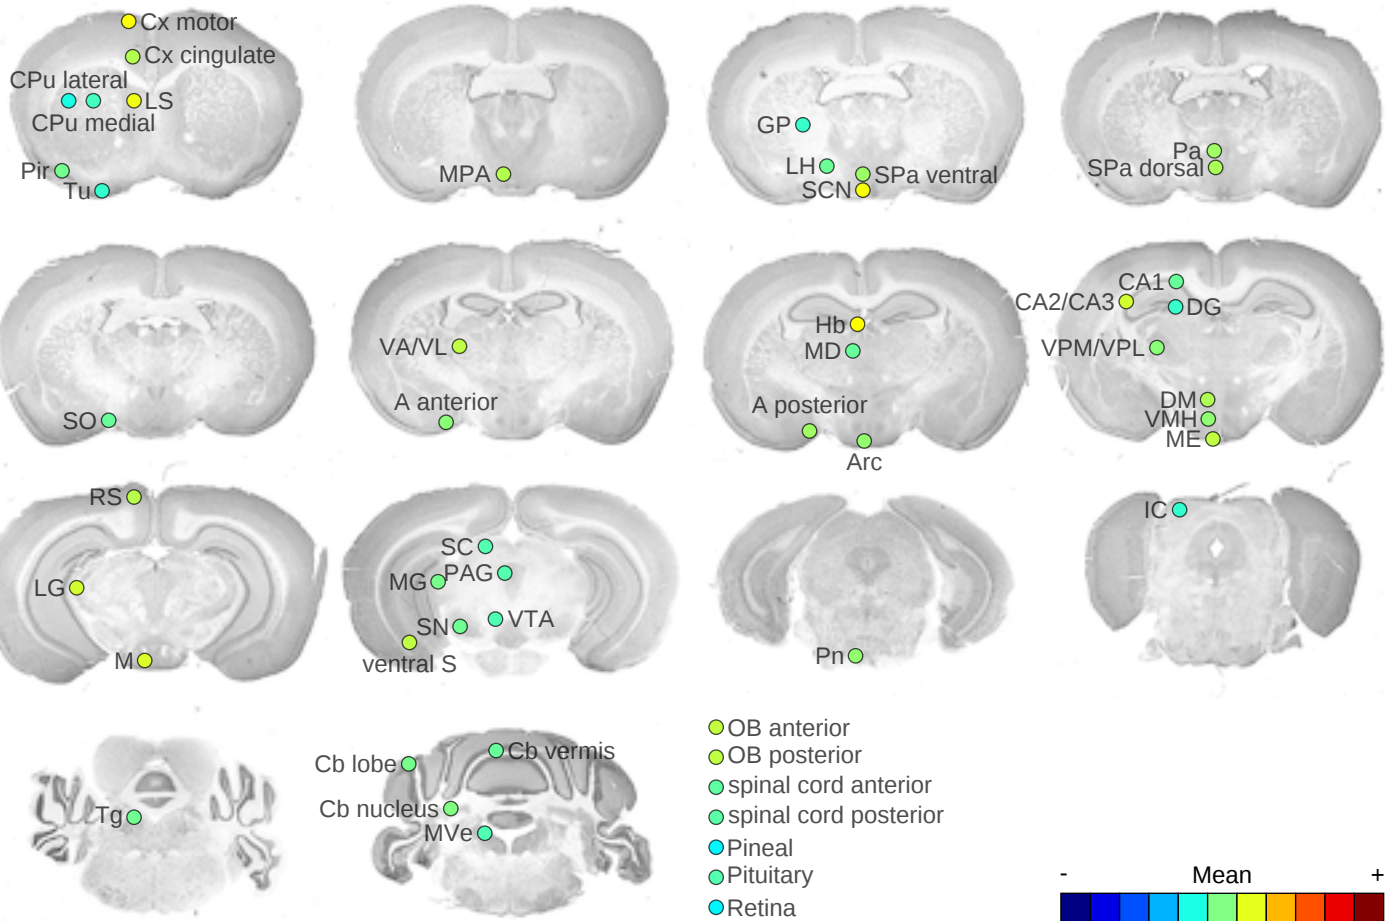 Cx motor
Cx cingulate
CPu lateral
LS
CPu medial
Pir
Tu
MPA
GP
LH
SPa ventral
SCN
Pa
SPa dorsal
SO
VA/VL
A anterior
Hb
MD
A posterior
Arc
CA1
CA2/CA3
DG
VPM/VPL
DM
VMH
ME
RS
LG
M
SC
MG
PAG
SN
VTA
ventral S
Pn
IC
Tg
Cb lobe
Cb vermis
Cb nucleus
MVe
OB anterior
OB posterior
spinal cord anterior
spinal cord posterior
Pineal
Pituitary
Retina
- Mean +